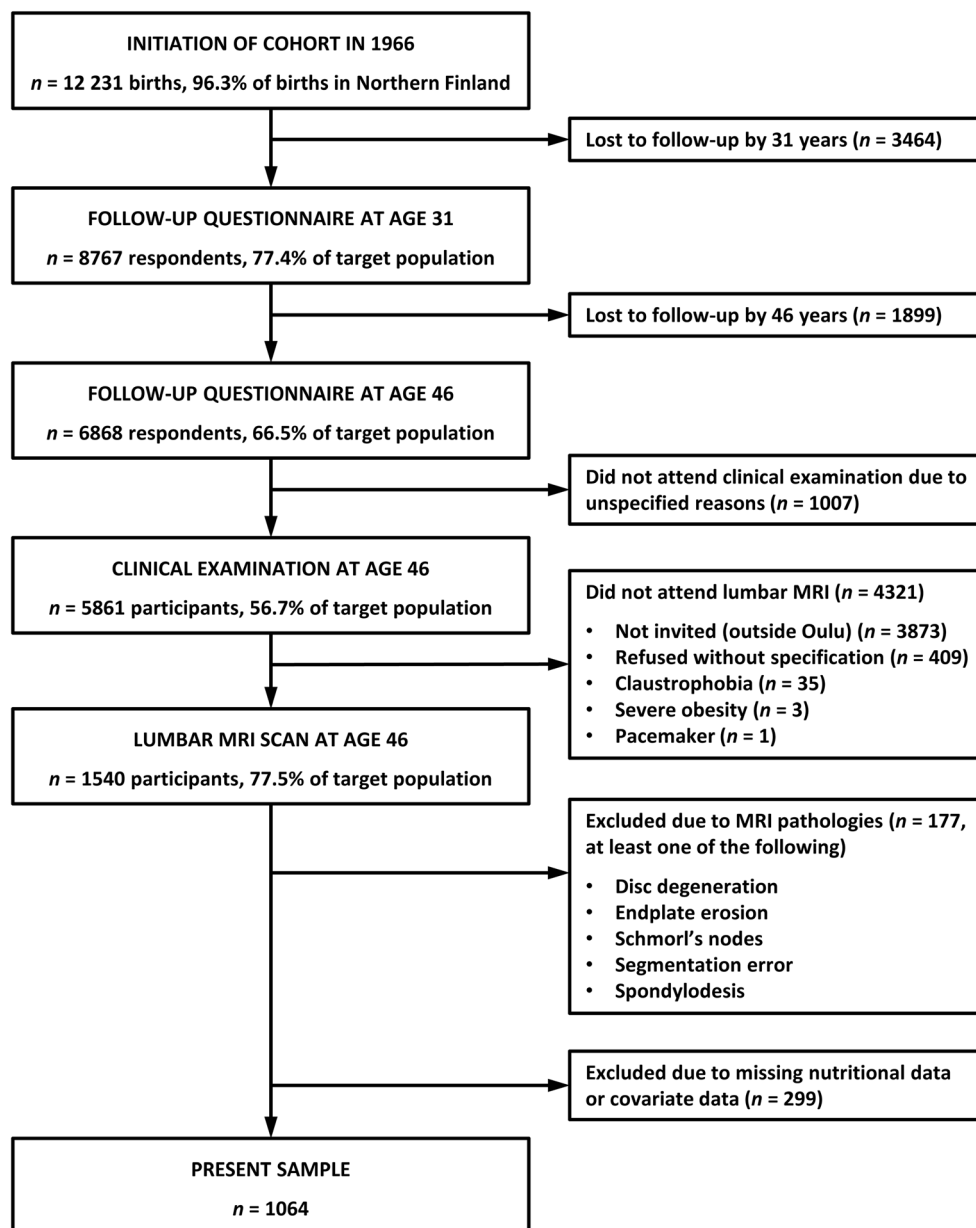 INITIATION OF COHORT IN 1966
n = 12 231 births, 96.3% of births in Northern Finland
Lost to follow-up by 31 years (n = 3464)
FOLLOW-UP QUESTIONNAIRE AT AGE 31
n = 8767 respondents, 77.4% of target population
Lost to follow-up by 46 years (n = 1899)
FOLLOW-UP QUESTIONNAIRE AT AGE 46
n = 6868 respondents, 66.5% of target population
Did not attend clinical examination due to
unspecified reasons (n = 1007)
CLINICAL EXAMINATION AT AGE 46
n = 5861 participants, 56.7% of target population
Did not attend lumbar MRI (n = 4321)
• Not invited (outside Oulu) (n = 3873)
• Refused without specification (n = 409)
• Claustrophobia (n = 35)
• Severe obesity (n = 3)
• Pacemaker (n = 1)
LUMBAR MRI SCAN AT AGE 46
n = 1540 participants, 77.5% of target population
Excluded due to MRI pathologies (n = 177,
at least one of the following)
• Disc degeneration
• Endplate erosion
• Schmorl's nodes
• Segmentation error
• Spondylodesis
Excluded due to missing nutritional data
or covariate data (n = 299)
PRESENT SAMPLE
n = 1064